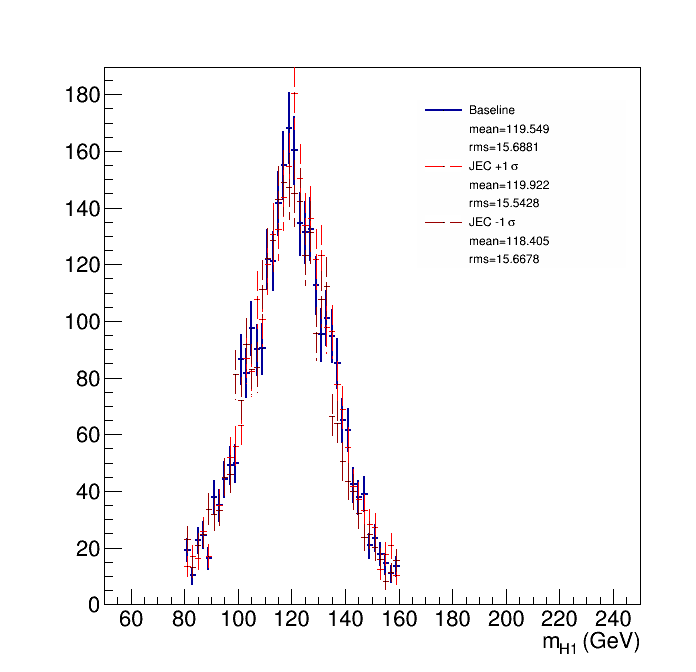 180
160
140
120
100
80
60
40
20
0
Baseline
mean=119.549
rms=15.6881
JEC +1 σ
mean=119.922
rms=15.5428
JEC -1 σ
mean=118.405
rms=15.6678
60 80 100 120 140 160 180 200 220 240
m_H1 (GeV)